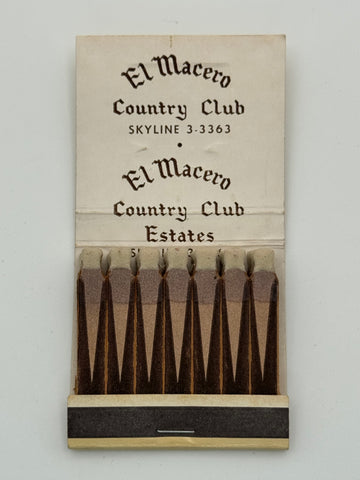 El Macero
Country Club
SKYLINE 3-3363
•
El Macero
Country Club
Estates